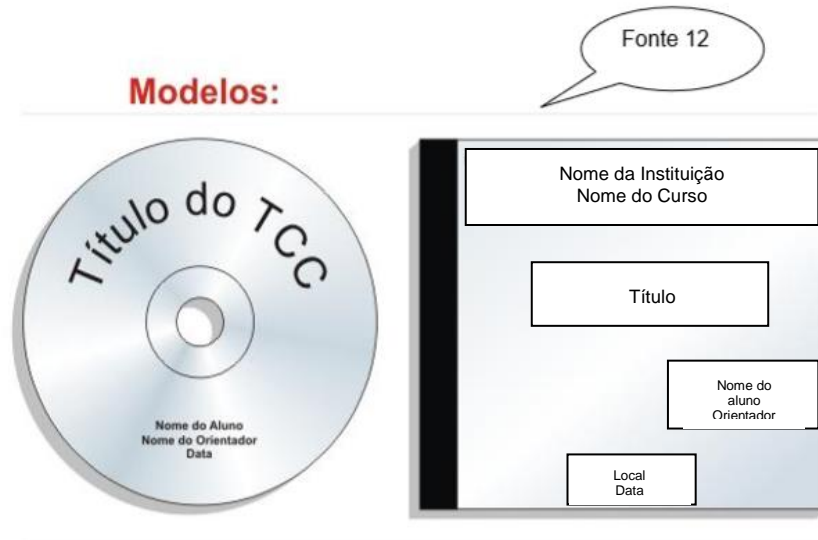 Fonte 12
Modelos:
Título do TCC
Nome do Aluno
Nome do Orientador
Data
Nome da Instituição
Nome do Curso
Título
Nome do
aluno
Orientador
Local
Data